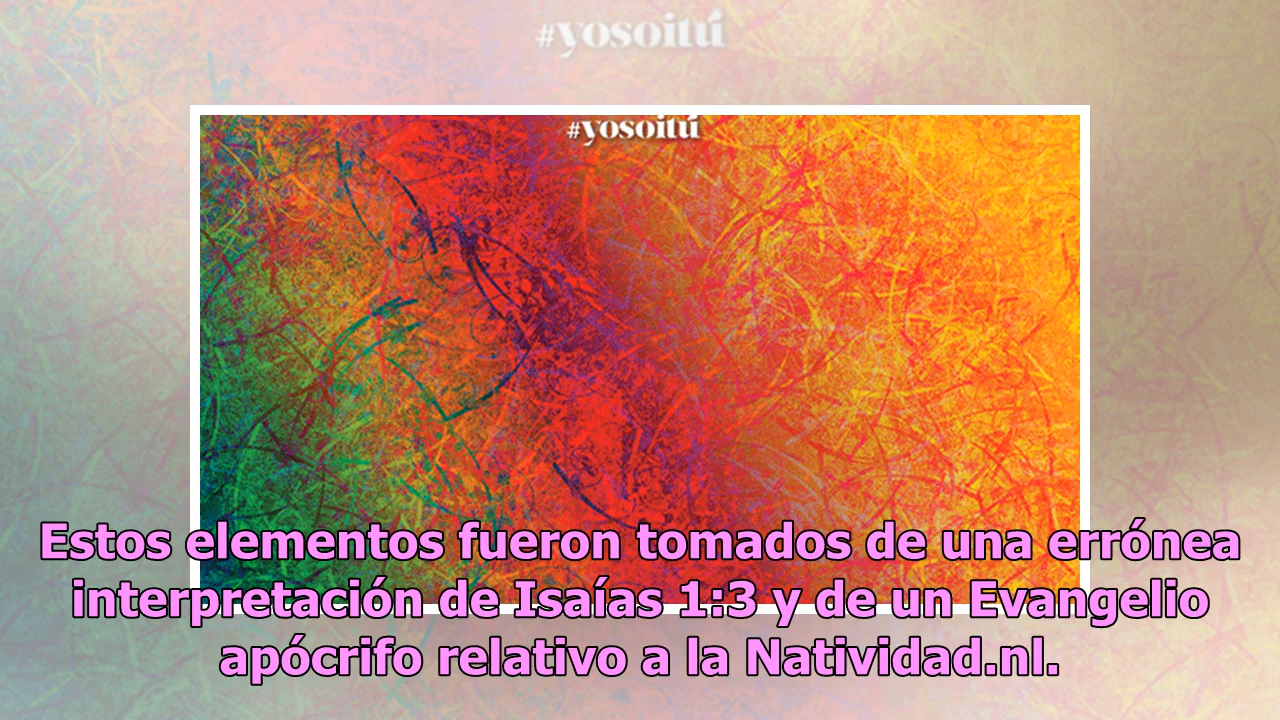 #yosoitú
#yosoitú
Estos elementos fueron tomados de una errónea
interpretación de Isaías 1:3 y de un Evangelio
apócrifo relativo a la Natividad.nl.